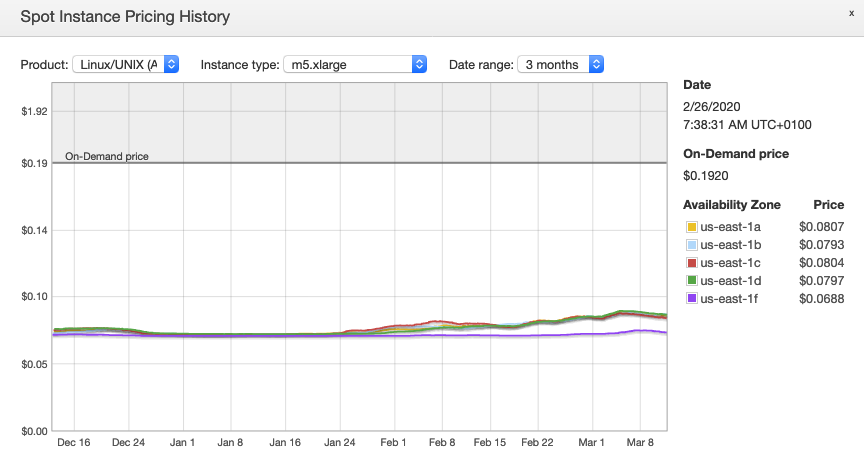 Spot Instance Pricing History
x
Product: Linux/UNIX (A Instance type: m5.xlarge Date range: 3 months
$1.92
$0.19
$0.14
$0.10
$0.05
$0.00
On-Demand price
Dec 16 Dec 24 Jan 1 Jan 8 Jan 16 Jan 24 Feb 1 Feb 8 Feb 15 Feb 22 Mar 1 Mar 8
Date
2/26/2020
7:38:31 AM UTC+0100
On-Demand price
$0.1920
Availability Zone Price
us-east-1a $0.0807
us-east-1b $0.0793
us-east-1c $0.0804
us-east-1d $0.0797
us-east-1f $0.0688